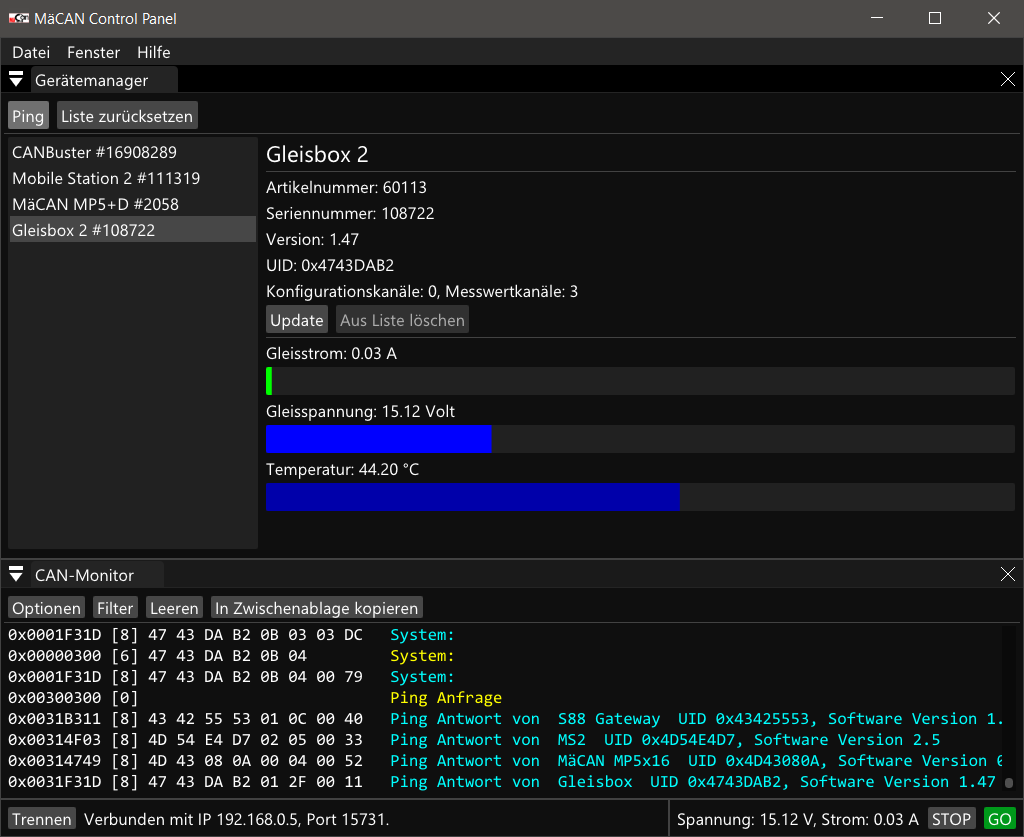 MäCAN Control Panel
Datei Fenster Hilfe
Gerätemanager
Ping Liste zurücksetzen
CANBuster #16908289
Mobile Station 2 #111319
MäCAN MP5+D #2058
Gleisbox 2 #108722
Gleisbox 2
Artikelnummer: 60113
Seriennummer: 108722
Version: 1.47
UID: 0x4743DAB2
Konfigurationskanäle: 0, Messwertkanäle: 3
Update Aus Liste löschen
Gleisstrom: 0.03 A
Gleisspannung: 15.12 Volt
Temperatur: 44.20 °C
CAN-Monitor
Optionen Filter Leeren In Zwischenablage kopieren
0x0001F31D [8] 47 43 DA B2 0B 03 03 DC System:
0x00000300 [6] 47 43 DA B2 0B 04 System:
0x0001F31D [8] 47 43 DA B2 0B 04 00 79 System:
0x00300300 [0] Ping Anfrage
0x0031B311 [8] 43 42 55 53 01 0C 00 40 Ping Antwort von S88 Gateway UID 0x43425553, Software Version 1.
0x00314F03 [8] 4D 54 E4 D7 02 05 00 33 Ping Antwort von MS2 UID 0x4D54E4D7, Software Version 2.5
0x00314749 [8] 4D 43 08 0A 00 04 00 52 Ping Antwort von MäCAN MP5x16 UID 0x4D43080A, Software Version
0x0031F31D [8] 47 43 DA B2 01 2F 00 11 Ping Antwort von Gleisbox UID 0x4743DAB2, Software Version 1.47
Trennen Verbunden mit IP 192.168.0.5, Port 15731. Spannung: 15.12 V, Strom: 0.03 A STOP GO